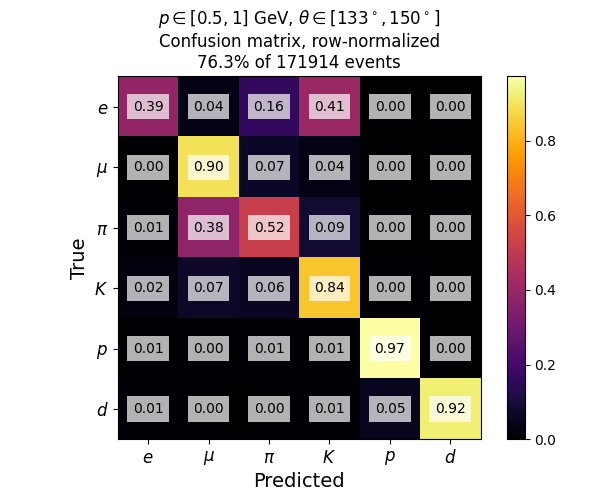 p ∈ [0.5, 1] GeV, θ ∈ [133°, 150°]
Confusion matrix, row-normalized
76.3% of 171914 events
e 0.39 0.04 0.16 0.41 0.00 0.00
μ 0.00 0.90 0.07 0.04 0.00 0.00
π 0.01 0.38 0.52 0.09 0.00 0.00
K 0.02 0.07 0.06 0.84 0.00 0.00
p 0.01 0.00 0.01 0.01 0.97 0.00
d 0.01 0.00 0.00 0.01 0.05 0.92
e μ π K p d
Predicted
True
0.8
0.6
0.4
0.2
0.0